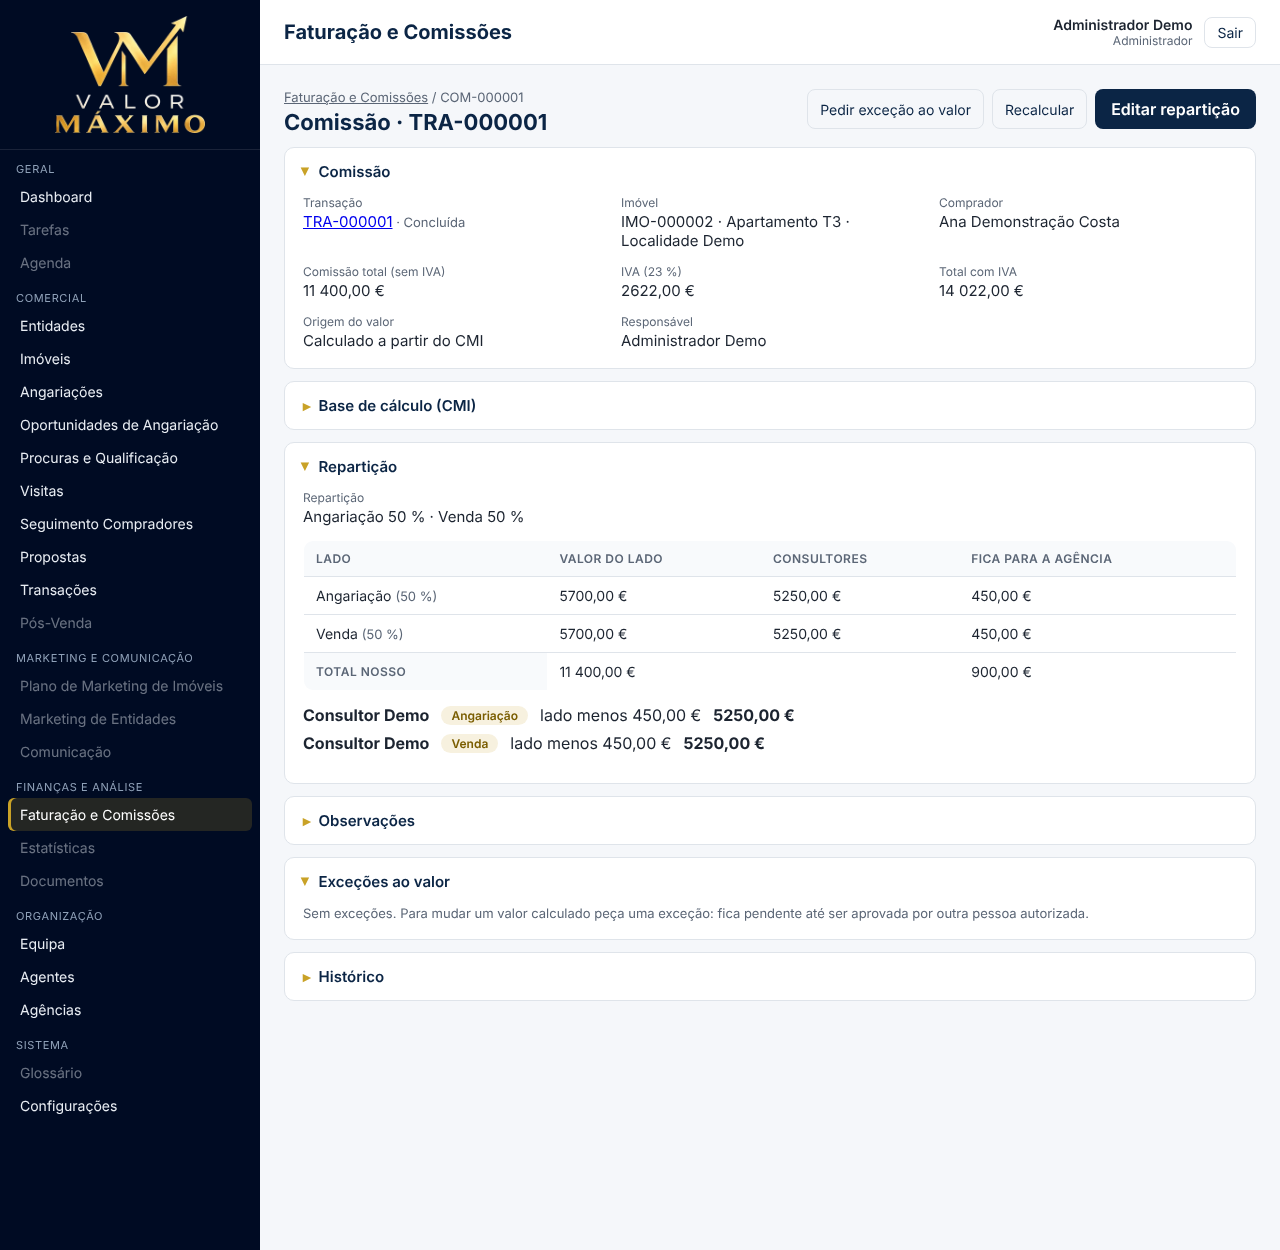 VM
VALOR
MÁXIMO
GERAL
Dashboard
Tarefas
Agenda
COMERCIAL
Entidades
Imóveis
Angariações
Oportunidades de Angariação
Procuras e Qualificação
Visitas
Seguimento Compradores
Propostas
Transações
Pós-Venda
MARKETING E COMUNICAÇÃO
Plano de Marketing de Imóveis
Marketing de Entidades
Comunicação
FINANÇAS E ANÁLISE
Faturação e Comissões
Estatísticas
Documentos
ORGANIZAÇÃO
Equipa
Agentes
Agências
SISTEMA
Glossário
Configurações
Faturação e Comissões
Administrador Demo
Administrador
Sair
Faturação e Comissões / COM-000001
Comissão · TRA-000001
Pedir exceção ao valor
Recalcular
Editar repartição
▼ Comissão
Transação
TRA-000001 · Concluída
Imóvel
IMO-000002 · Apartamento T3 ·
Localidade Demo
Comprador
Ana Demonstração Costa
Comissão total (sem IVA)
11 400,00 €
IVA (23 %)
2622,00 €
Total com IVA
14 022,00 €
Origem do valor
Calculado a partir do CMI
Responsável
Administrador Demo
▸ Base de cálculo (CMI)
▼ Repartição
Repartição
Angariação 50 % · Venda 50 %
LADO VALOR DO LADO CONSULTORES FICA PARA A AGÊNCIA
Angariação (50 %) 5700,00 € 5250,00 € 450,00 €
Venda (50 %) 5700,00 € 5250,00 € 450,00 €
TOTAL NOSSO 11 400,00 € 900,00 €
Consultor Demo Angariação lado menos 450,00 € 5250,00 €
Consultor Demo Venda lado menos 450,00 € 5250,00 €
▸ Observações
▼ Exceções ao valor
Sem exceções. Para mudar um valor calculado peça uma exceção: fica pendente até ser aprovada por outra pessoa autorizada.
▸ Histórico